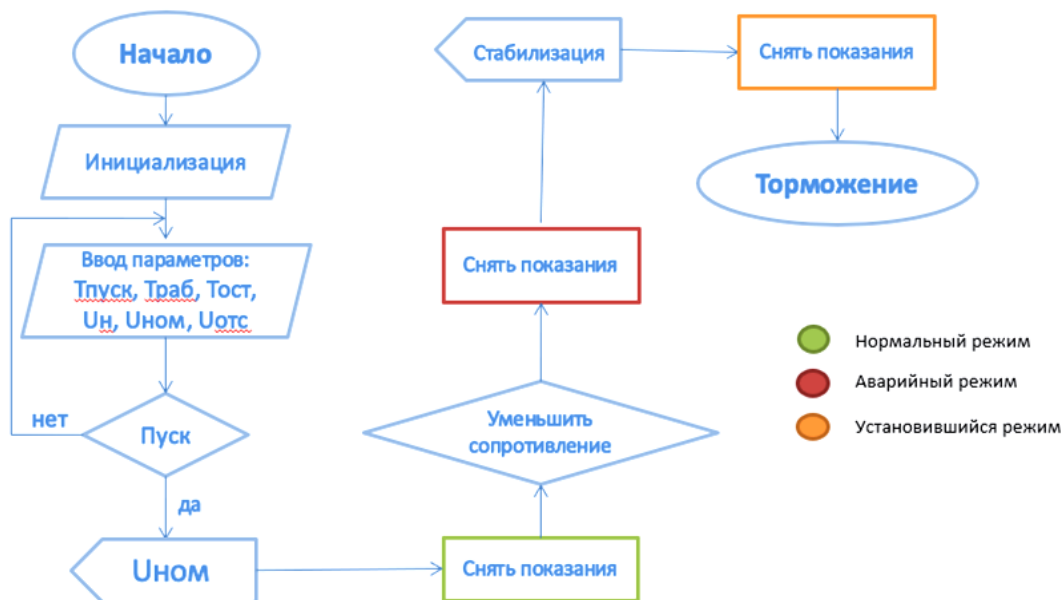 Начало
Инициализация
Ввод параметров:
Тпуск, Траб, Тост,
Uн, Uном, Uотс
нет
Пуск
да
Uном
Снять показания
Уменьшить
сопротивление
Снять показания
Стабилизация
Снять показания
Торможение
Нормальный режим
Аварийный режим
Установившийся режим